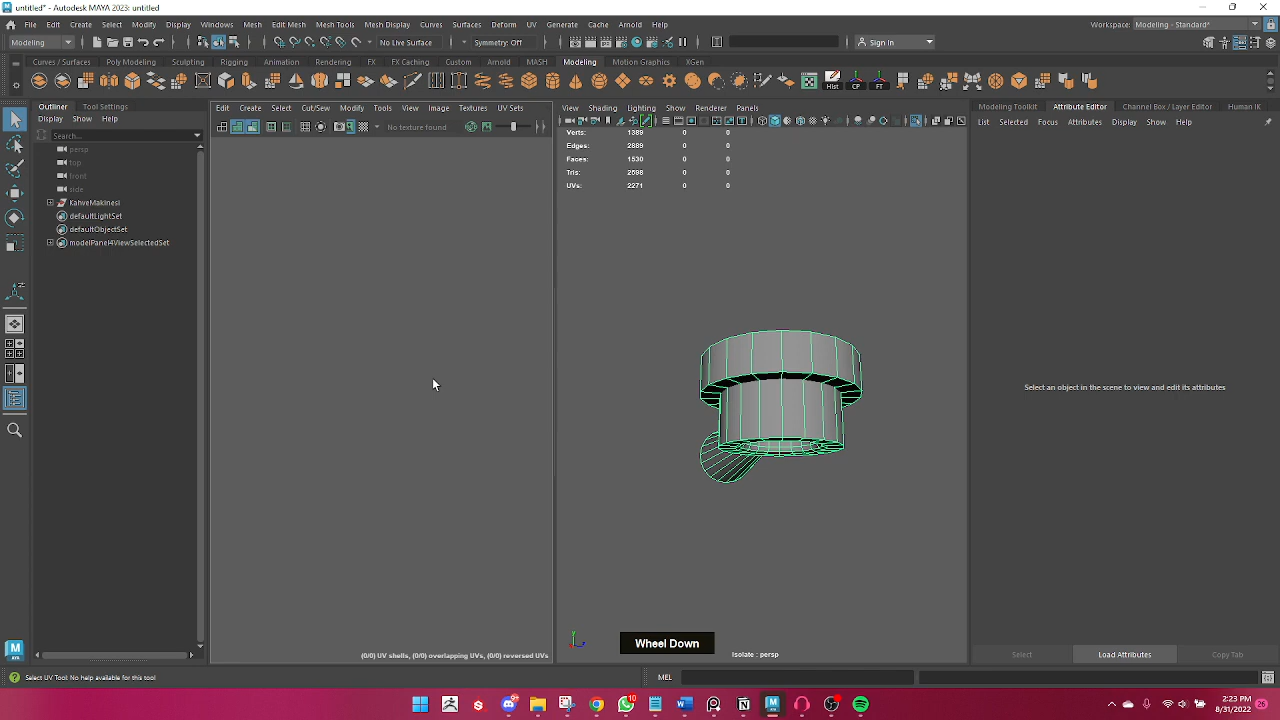 untitled* - Autodesk MAYA 2023: untitled
File Edit Create Select Modify Display Windows Mesh Edit Mesh Mesh Tools Mesh Display Curves Surfaces Deform UV Generate Cache Arnold Help
Workspace: Modeling - Standard*
Modeling No Live Surface Symmetry: Off Sign In
Curves / Surfaces Poly Modeling Sculpting Rigging Animation Rendering FX FX Caching Custom Arnold MASH Modeling Motion Graphics XGen
Hist CP FT
Outliner Tool Settings
Display Show Help
Search...
persp
top
front
side
KahveMakinesi
defaultLightSet
defaultObjectSet
modelPanel4ViewSelectedSet
Edit Create Select Cut/Sew Modify Tools View Image Textures UV Sets
No texture found
(0/0) UV shells, (0/0) overlapping UVs, (0/0) reversed UVs
View Shading Lighting Show Renderer Panels
Verts: 1389 0 0
Edges: 2889 0 0
Faces: 1530 0 0
Tris: 2598 0 0
UVs: 2271 0 0
Wheel Down
Isolate : persp
Modeling Toolkit Attribute Editor Channel Box / Layer Editor Human IK
List Selected Focus Attributes Display Show Help
Select an object in the scene to view and edit its attributes
Select Load Attributes Copy Tab
Select UV Tool: No help available for this tool
MEL
10
2:23 PM
8/31/2022